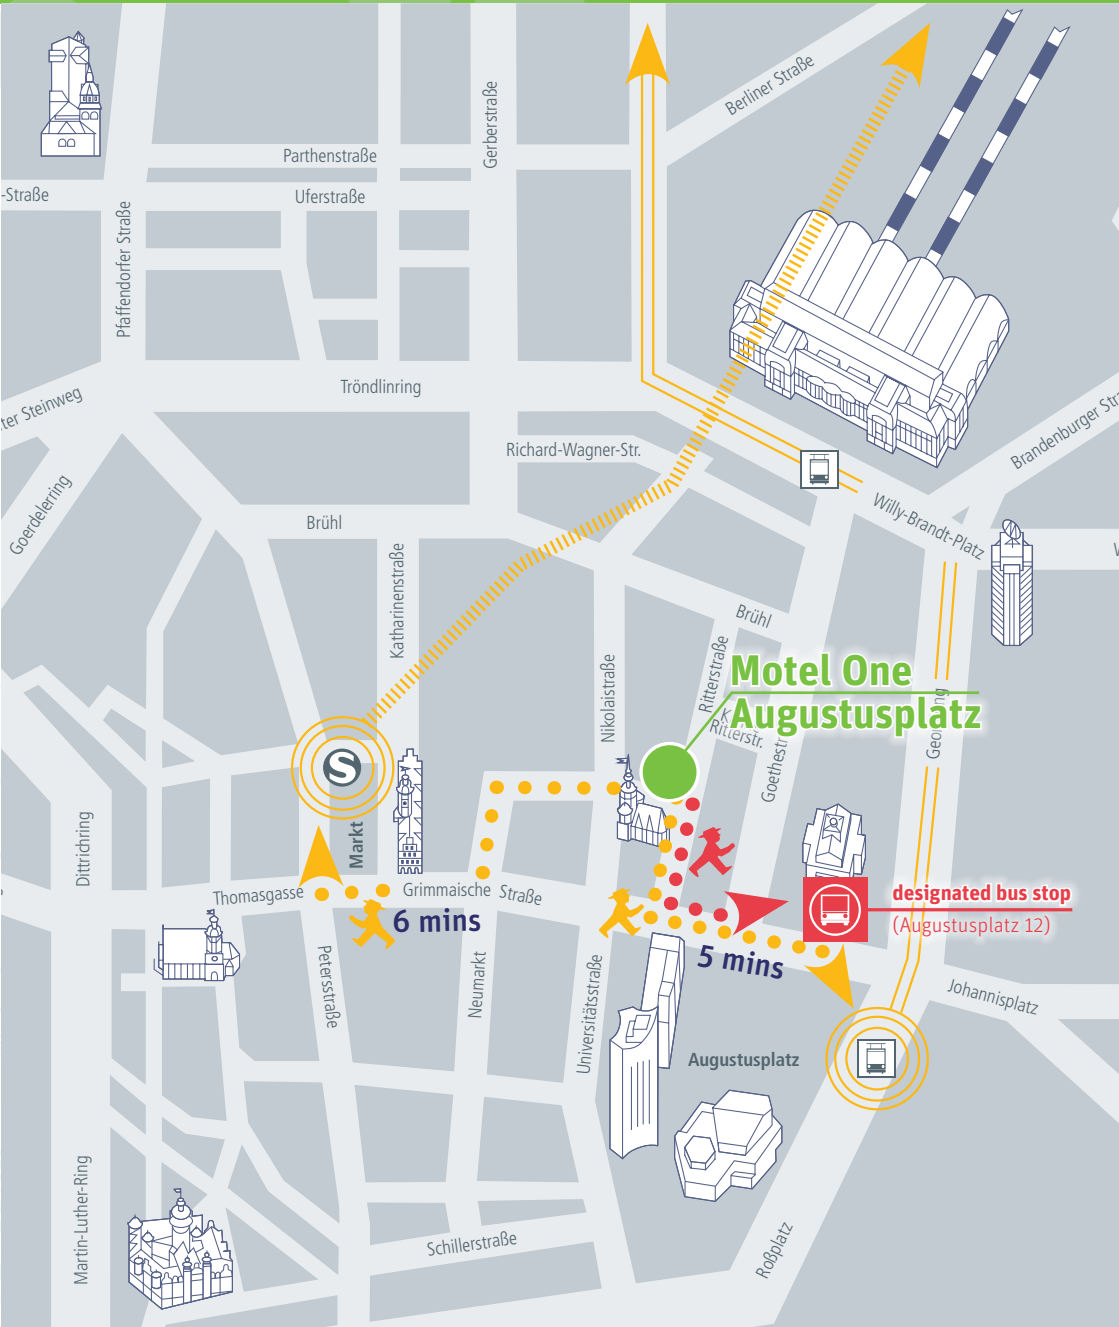 Berliner Straße
Gerberstraße
Parthenstraße
-Straße
Uferstraße
Pfaffendorfer Straße
Tröndlinring
ter Steinweg
Brandenburger Str
Richard-Wagner-Str.
Goerdelerring
Willy-Brandt-Platz
Brühl
Katharinenstraße
Brühl
Ritterstraße
Nikolaistraße
Motel One
Augustusplatz
Ritterstr.
Goethestr
Georgiring
S
Markt
Dittrichring
Thomasgasse
Grimmaische Straße
designated bus stop
(Augustusplatz 12)
6 mins
5 mins
Petersstraße
Neumarkt
Universitätsstraße
Johannisplatz
Augustusplatz
Martin-Luther-Ring
Schillerstraße
Roßplatz